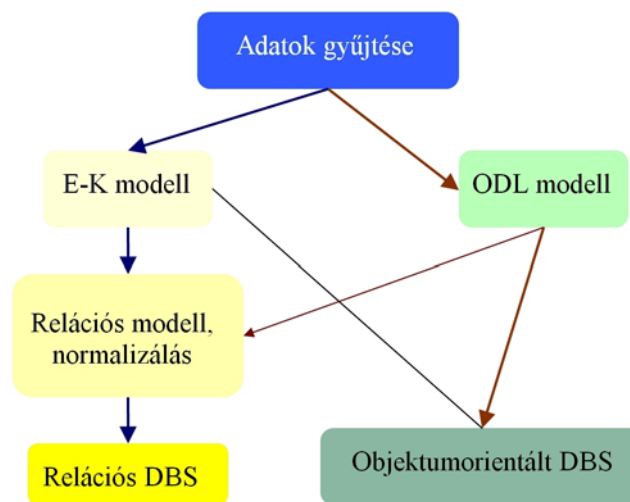 Adatok gyűjtése
E-K modell
ODL modell
Relációs modell,
normalizálás
Relációs DBS
Objektumorientált DBS